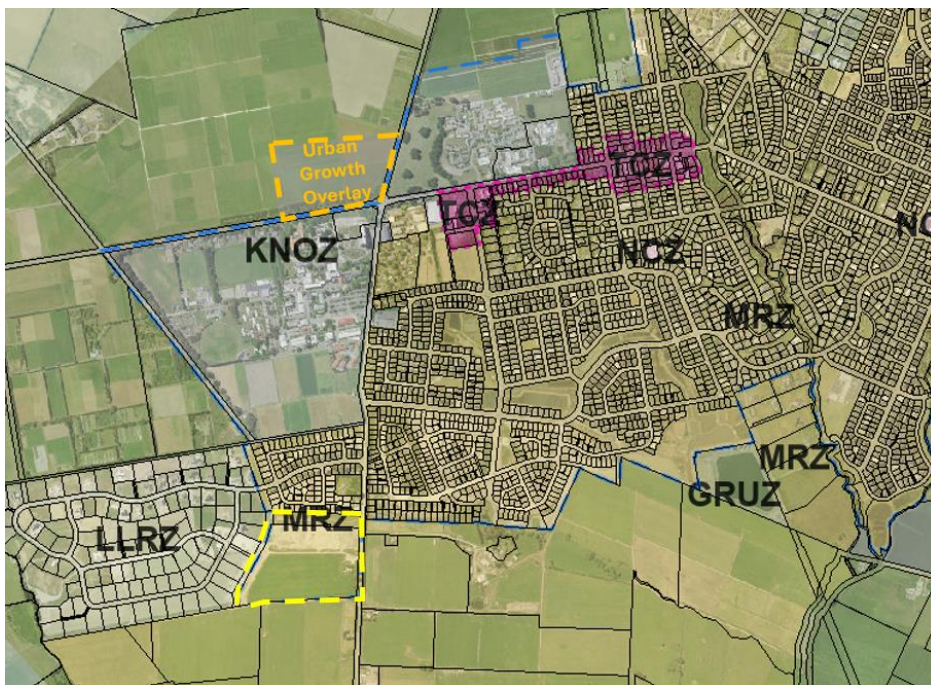 Urban
Growth
Overlay
TCZ
TCZ
KNOZ
NCZ
MRZ
MRZ
GRUZ
MRZ
LLRZ